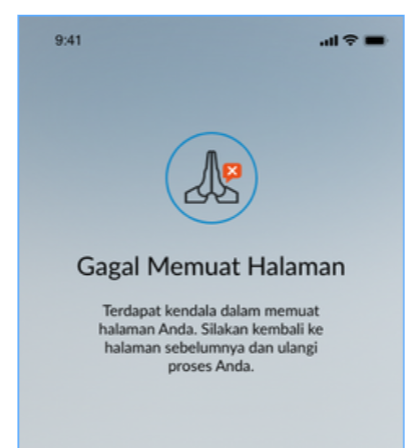 9:41
Gagal Memuat Halaman
Terdapat kendala dalam memuat
halaman Anda. Silakan kembali ke
halaman sebelumnya dan ulangi
proses Anda.